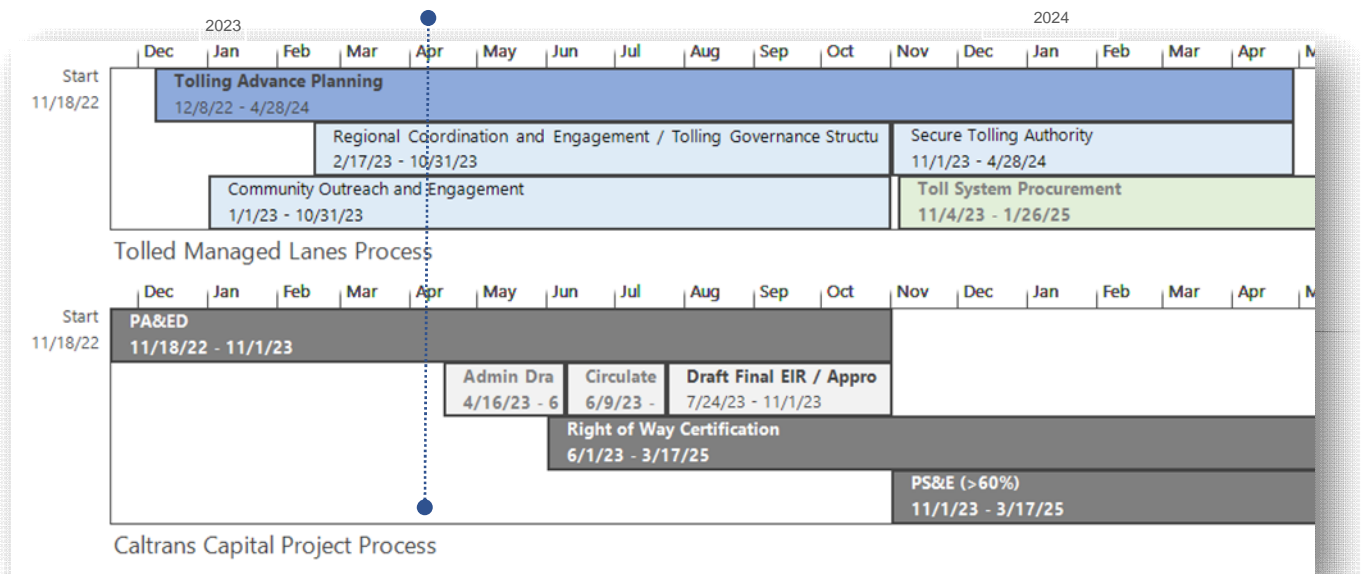 2023 2024
Dec Jan Feb Mar Apr May Jun Jul Aug Sep Oct Nov Dec Jan Feb Mar Apr M
Start
11/18/22
Tolling Advance Planning
12/8/22 - 4/28/24
Regional Coordination and Engagement / Tolling Governance Structu
2/17/23 - 10/31/23
Secure Tolling Authority
11/1/23 - 4/28/24
Community Outreach and Engagement
1/1/23 - 10/31/23
Toll System Procurement
11/4/23 - 1/26/25
Tolled Managed Lanes Process
Dec Jan Feb Mar Apr May Jun Jul Aug Sep Oct Nov Dec Jan Feb Mar Apr M
Start
11/18/22
PA&ED
11/18/22 - 11/1/23
Admin Dra
4/16/23 - 6
Circulate
6/9/23 -
Draft Final EIR / Appro
7/24/23 - 11/1/23
Right of Way Certification
6/1/23 - 3/17/25
PS&E (>60%)
11/1/23 - 3/17/25
Caltrans Capital Project Process